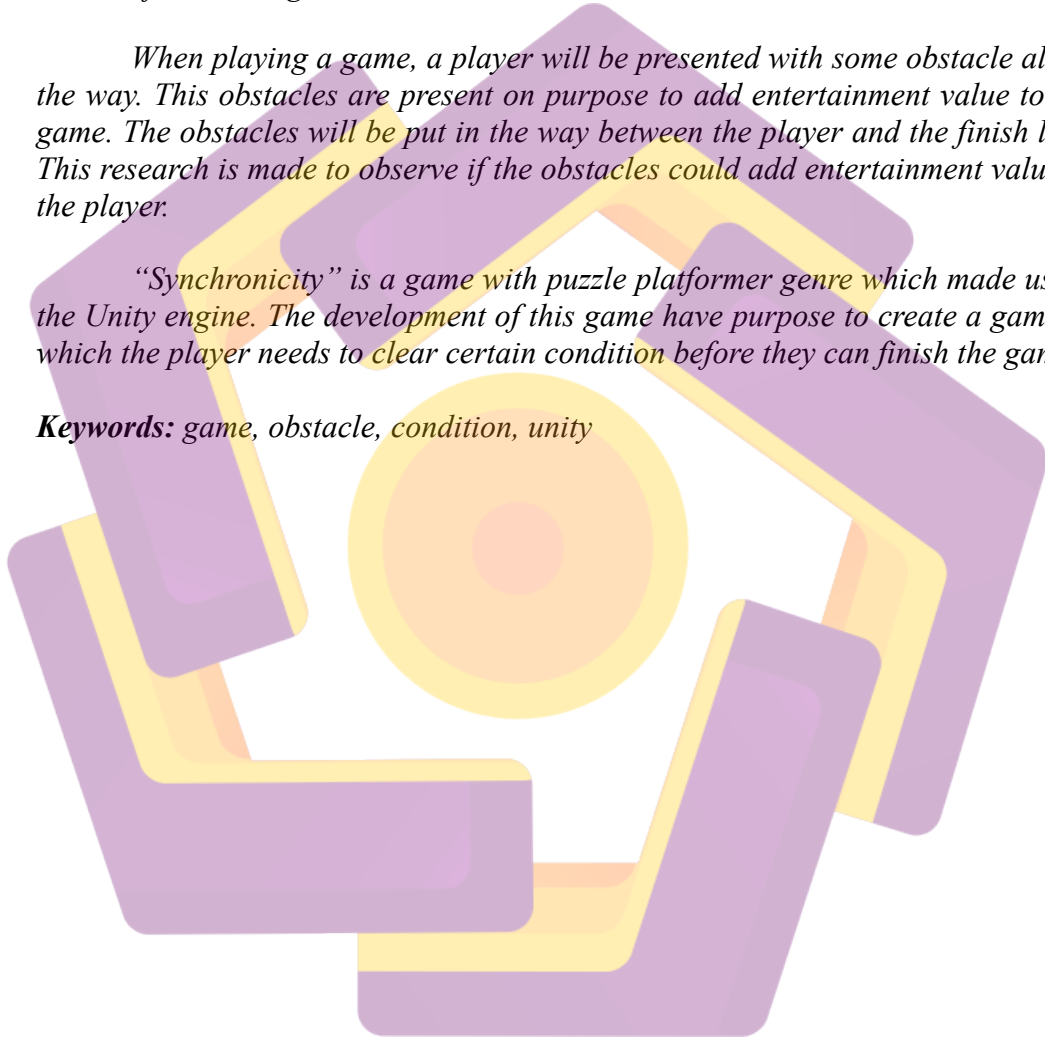 When playing a game, a player will be presented with some obstacle al
the way. This obstacles are present on purpose to add entertainment value to
game. The obstacles will be put in the way between the player and the finish l
This research is made to observe if the obstacles could add entertainment valu
the player.
“Synchronicity” is a game with puzzle platformer genre which made us
the Unity engine. The development of this game have purpose to create a gam
which the player needs to clear certain condition before they can finish the gan
Keywords: game, obstacle, condition, unity